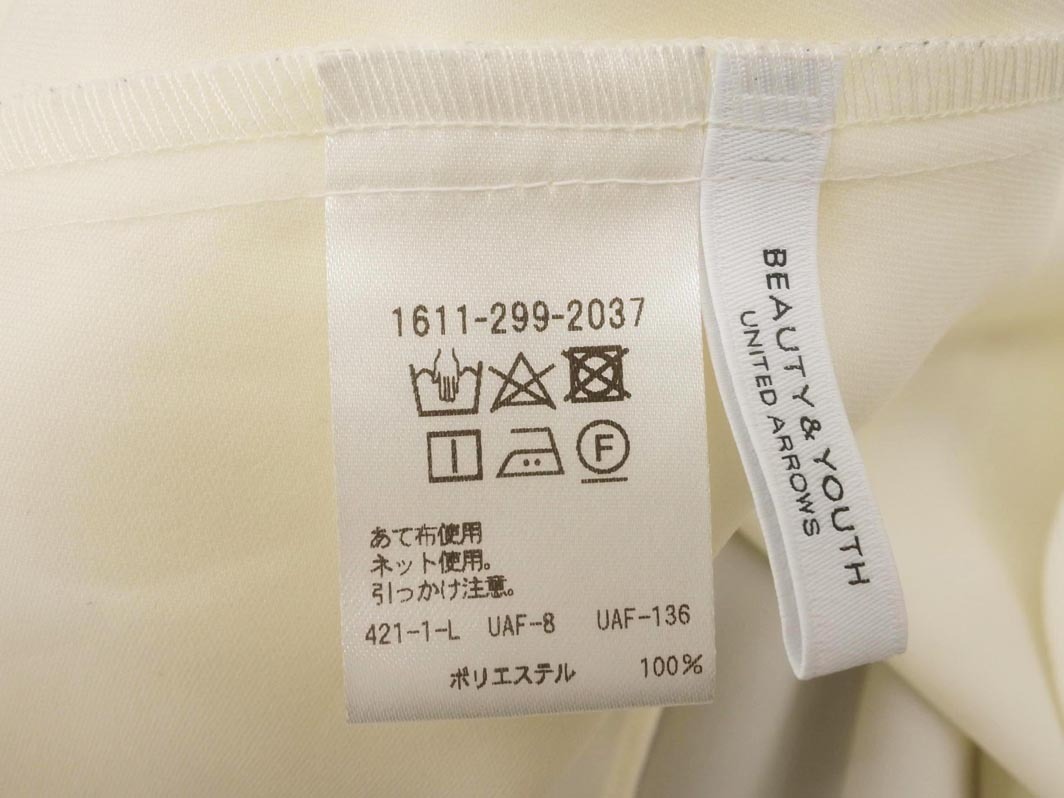 1611-299-2037
F
あて布使用
ネット使用。
引っかけ注意。
421-1-L UAF-8 UAF-136
ポリエステル 100%
BEAUTY & YOUTH
UNITED ARROWS